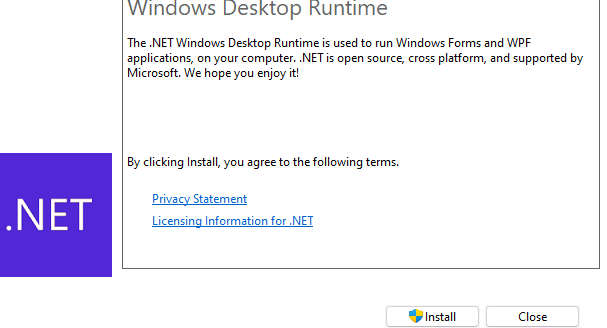 Windows Desktop Runtime
The .NET Windows Desktop Runtime is used to run Windows Forms and WPF
applications, on your computer. .NET is open source, cross platform, and supported by
Microsoft. We hope you enjoy it!
By clicking Install, you agree to the following terms.
Privacy Statement
.NET
Licensing Information for .NET
Install
Close